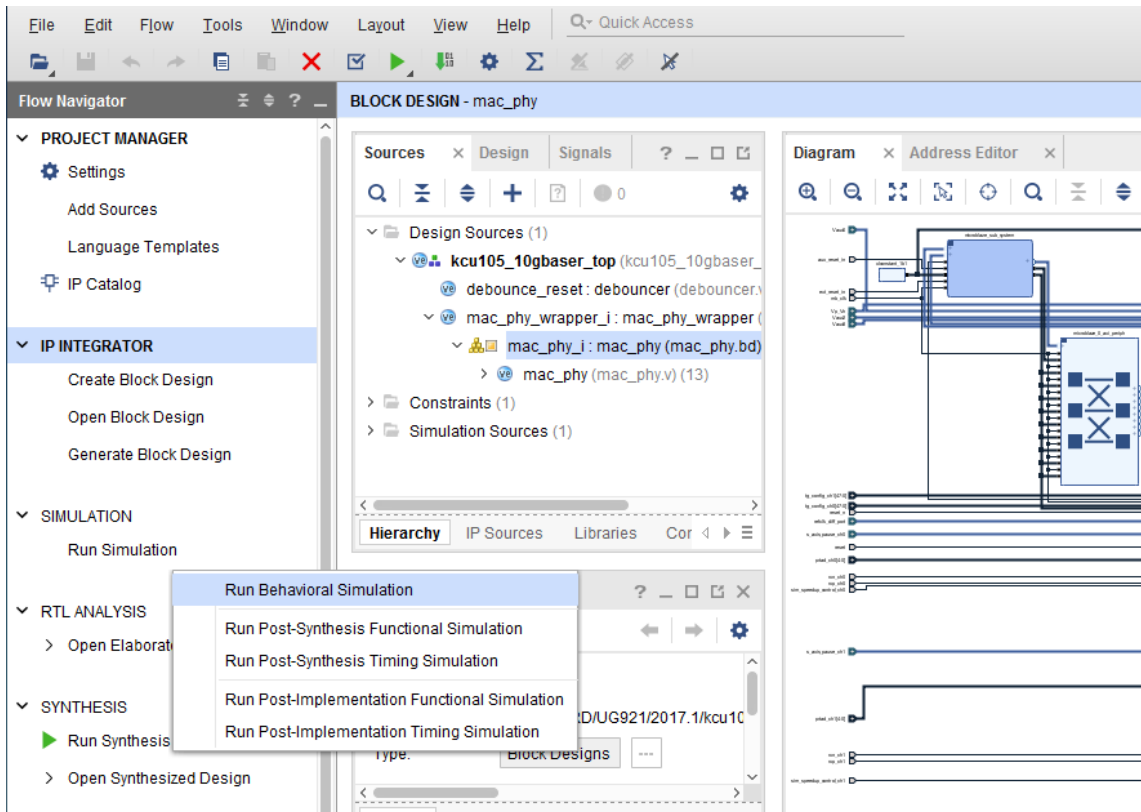 File Edit Flow Tools Window Layout View Help Quick Access
Flow Navigator
BLOCK DESIGN - mac_phy
PROJECT MANAGER
Settings
Add Sources
Language Templates
IP Catalog
IP INTEGRATOR
Create Block Design
Open Block Design
Generate Block Design
SIMULATION
Run Simulation
RTL ANALYSIS
Open Elaborat
SYNTHESIS
Run Synthesis
Open Synthesized Design
Run Behavioral Simulation
Run Post-Synthesis Functional Simulation
Run Post-Synthesis Timing Simulation
Run Post-Implementation Functional Simulation
Run Post-Implementation Timing Simulation
Sources Design Signals
0
Design Sources (1)
kcu105_10gbaser_top (kcu105_10gbaser_
debounce_reset : debouncer (debouncer.v
mac_phy_wrapper_i : mac_phy_wrapper (
mac_phy_i : mac_phy (mac_phy.bd)
mac_phy (mac_phy.v) (13)
Constraints (1)
Simulation Sources (1)
Hierarchy IP Sources Libraries Cor
RD/UG921/2017.1/kcu10
Type: Block Designs
Diagram Address Editor